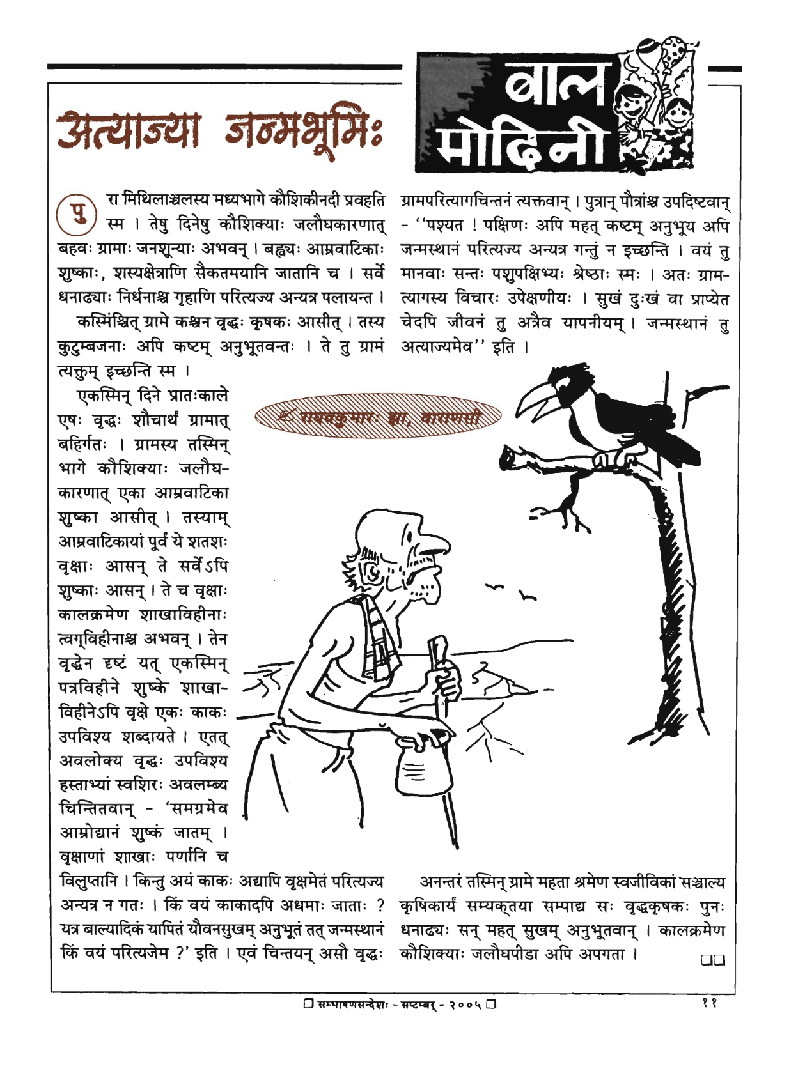 बाल
मोदिनी
अत्याज्या जन्मभूमिः
पुरा मिथिलाञ्चलस्य मध्यभागे कौशिकीनदी प्रवहति
स्म । तेषु दिनेषु कौशिक्याः जलौघकारणात्
बहवः ग्रामाः जनशून्याः अभवन् । बह्व्यः आम्रवाटिकाः
शुष्काः, शस्यक्षेत्राणि सैकतमयानि जातानि च । सर्वे
धनाढ्याः निर्धनाश्च गृहाणि परित्यज्य अन्यत्र पलायन्त ।
कस्मिंश्चित् ग्रामे कश्चन वृद्धः कृषकः आसीत् । तस्य
कुटुम्बजनाः अपि कष्टम् अनुभूतवन्तः । ते तु ग्रामं
त्यक्तुम् इच्छन्ति स्म ।
एकस्मिन् दिने प्रातःकाले
एषः वृद्धः शौचार्थं ग्रामात्
बहिर्गतः । ग्रामस्य तस्मिन्
भागे कौशिक्याः जलौघ-
कारणात् एका आम्रवाटिका
शुष्का आसीत् । तस्याम्
आम्रवाटिकायां पूर्वं ये शतशः
वृक्षाः आसन् ते सर्वेऽपि
शुष्काः आसन् । ते च वृक्षाः
कालक्रमेण शाखाविहीनाः
त्वग्विहीनाश्च अभवन् । तेन
वृद्धेन दृष्टं यत् एकस्मिन्
पत्रविहीने शुष्के शाखा-
विहीनेऽपि वृक्षे एकः काकः
उपविश्य शब्दायते । एतत्
अवलोक्य वृद्धः उपविश्य
हस्ताभ्यां स्वशिरः अवलम्ब्य
चिन्तितवान् - 'समग्रमेव
आम्रोद्यानं शुष्कं जातम् ।
वृक्षाणां शाखाः पर्णानि च
विलुप्तानि । किन्तु अयं काकः अद्यापि वृक्षमेतं परित्यज्य
अन्यत्र न गतः । किं वयं काकादपि अधमाः जाताः ?
यत्र बाल्यादिकं यापितं यौवनसुखम् अनुभूतं तत् जन्मस्थानं
किं वयं परित्यजेम ?' इति । एवं चिन्तयन् असौ वृद्धः
ग्रामपरित्यागचिन्तनं त्यक्तवान् । पुत्रान् पौत्रांश्च उपदिष्टवान्
- ''पश्यत ! पक्षिणः अपि महत् कष्टम् अनुभूय अपि
जन्मस्थानं परित्यज्य अन्यत्र गन्तुं न इच्छन्ति । वयं तु
मानवाः सन्तः पशुपक्षिभ्यः श्रेष्ठाः स्मः । अतः ग्राम-
त्यागस्य विचारः उपेक्षणीयः । सुखं दुःखं वा प्राप्येत
चेदपि जीवनं तु अत्रैव यापनीयम् । जन्मस्थानं तु
अत्याज्यमेव'' इति ।
राघवकुमारः झा, वाराणसी
अनन्तरं तस्मिन् ग्रामे महता श्रमेण स्वजीविकां सञ्चाल्य
कृषिकार्यं सम्यक्तया सम्पाद्य सः वृद्धकृषकः पुनः
धनाढ्यः सन् महत् सुखम् अनुभूतवान् । कालक्रमेण
कौशिक्याः जलौघपीडा अपि अपगता ।
सम्भाषणसन्देशः - सप्टम्बर् - २००५
११